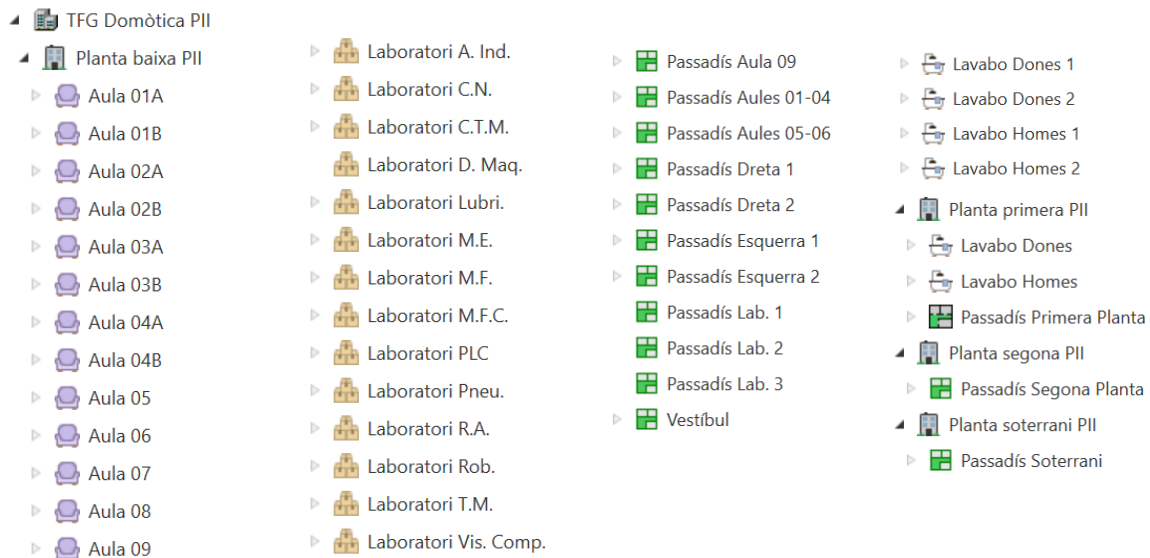 TFG Domòtica PII
Planta baixa PII
Aula 01A
Aula 01B
Aula 02A
Aula 02B
Aula 03A
Aula 03B
Aula 04A
Aula 04B
Aula 05
Aula 06
Aula 07
Aula 08
Aula 09
Laboratori A. Ind.
Laboratori C.N.
Laboratori C.T.M.
Laboratori D. Maq.
Laboratori Lubri.
Laboratori M.E.
Laboratori M.F.
Laboratori M.F.C.
Laboratori PLC
Laboratori Pneu.
Laboratori R.A.
Laboratori Rob.
Laboratori T.M.
Laboratori Vis. Comp.
Passadís Aula 09
Passadís Aules 01-04
Passadís Aules 05-06
Passadís Dreta 1
Passadís Dreta 2
Passadís Esquerra 1
Passadís Esquerra 2
Passadís Lab. 1
Passadís Lab. 2
Passadís Lab. 3
Vestíbul
Lavabo Dones 1
Lavabo Dones 2
Lavabo Homes 1
Lavabo Homes 2
Planta primera PII
Lavabo Dones
Lavabo Homes
Passadís Primera Planta
Planta segona PII
Passadís Segona Planta
Planta soterrani PII
Passadís Soterrani